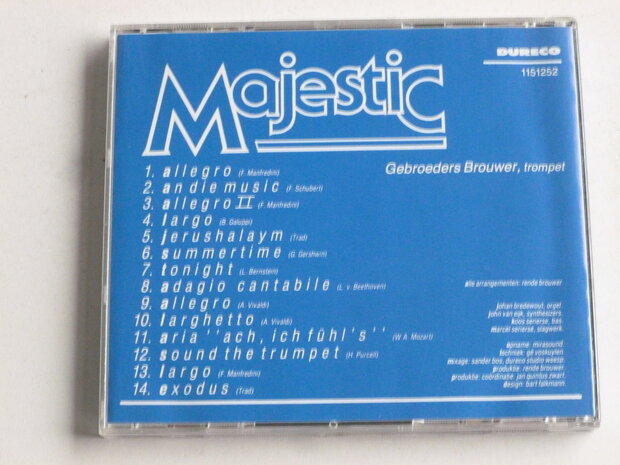 DURECO
1151252
Majestic
Gebroeders Brouwer, trompet
1. allegro (F. Manfredini)
2. an die music (F. Schubert)
3. allegro II (F. Manfredini)
4. largo (B. Galuppi)
5. jerushalaym (Trad)
6. summertime (G. Gershwin)
7. tonight (L. Bernstein)
8. adagio cantabile (L. v. Beethoven)
9. allegro (A. Vivaldi)
10. larghetto (A. Vivaldi)
11. aria ''ach, ich fühl's'' (W.A. Mozart)
12. sound the trumpet (H. Purcell)
13. largo (F. Manfredini)
14. exodus (Trad)
alle arrangementen: rende brouwer
johan bredewout, orgel.
john van eijk, synthesizers.
koos serierse, bas.
marcel serierse, slagwerk.
opname: mirasound.
techniek: gé voskuylen.
mixage: sander bos, dureco studio weesp.
produktie: rende brouwer.
produktie: coördinatie: jan quintus zwart.
design: bart falkmann.